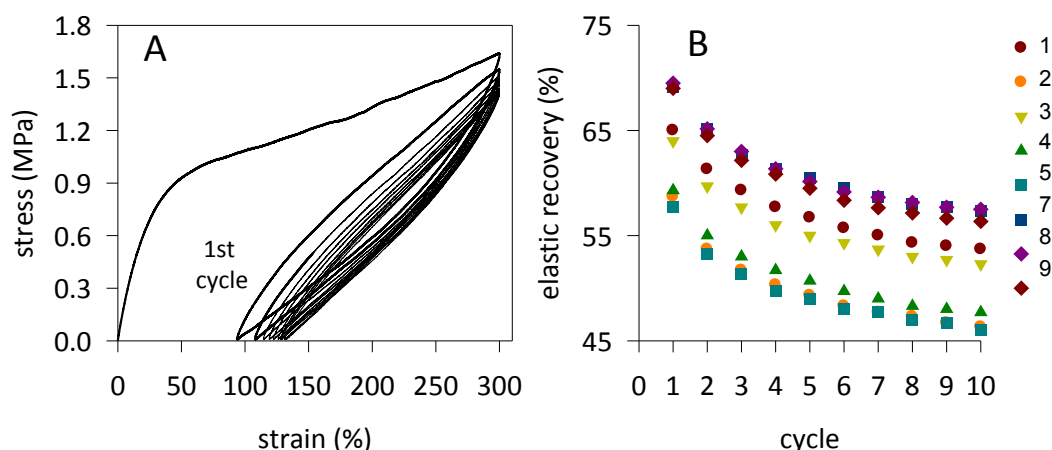 A
stress (MPa)
1.8
1.5
1.2
0.9
0.6
0.3
0.0
1st
cycle
0 50 100 150 200 250 300
strain (%)
B
elastic recovery (%)
65
55
45
0 1 2 3 4 5 6 7 8 9 10
cycle
1
2
3
4
5
7
8
9